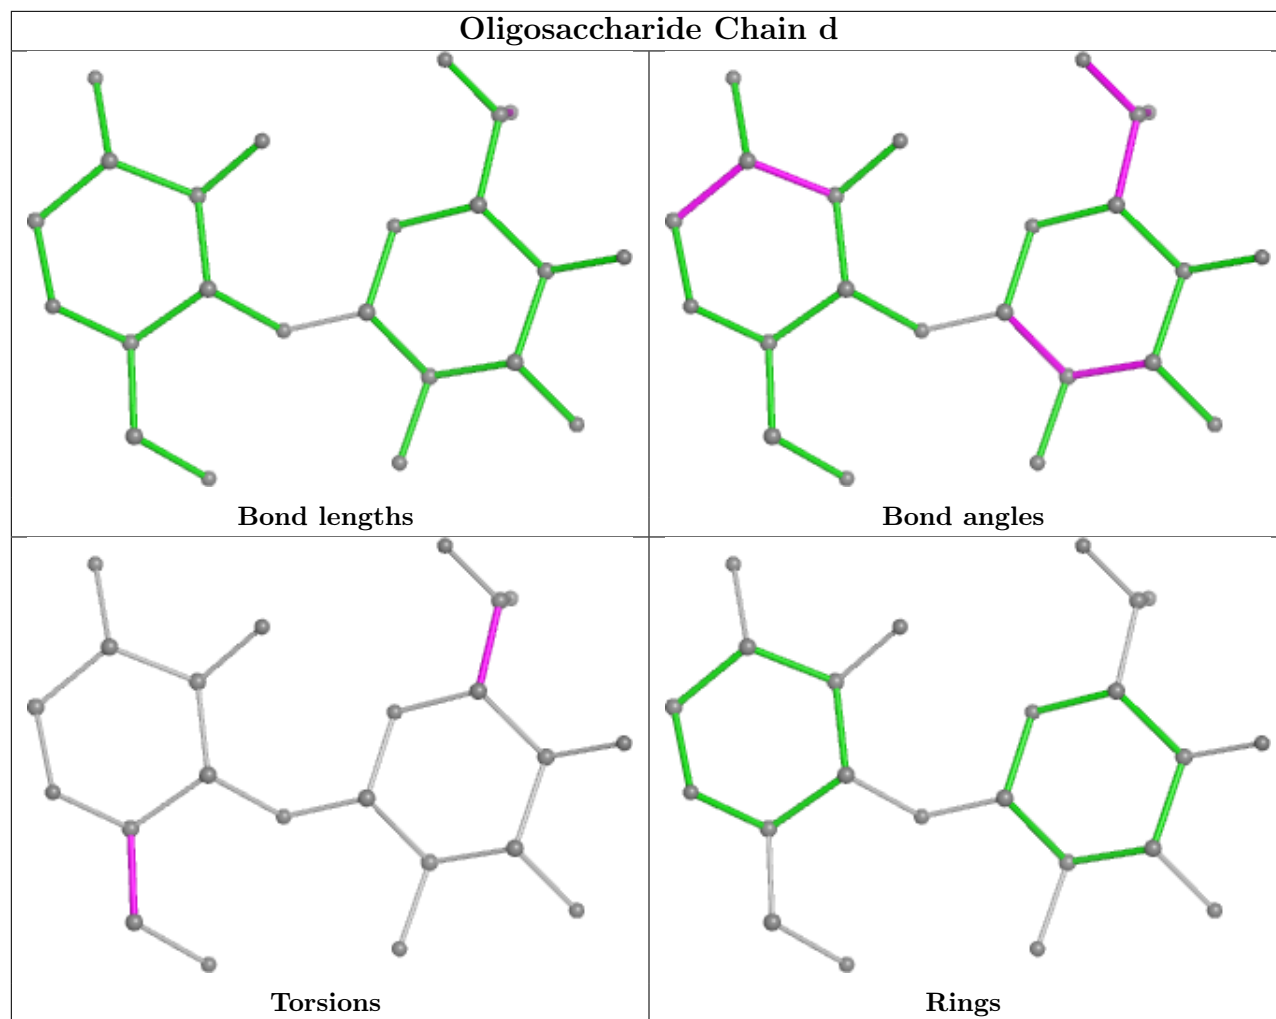 Oligosaccharide Chain d
Bond lengths
Bond angles
Torsions
Rings